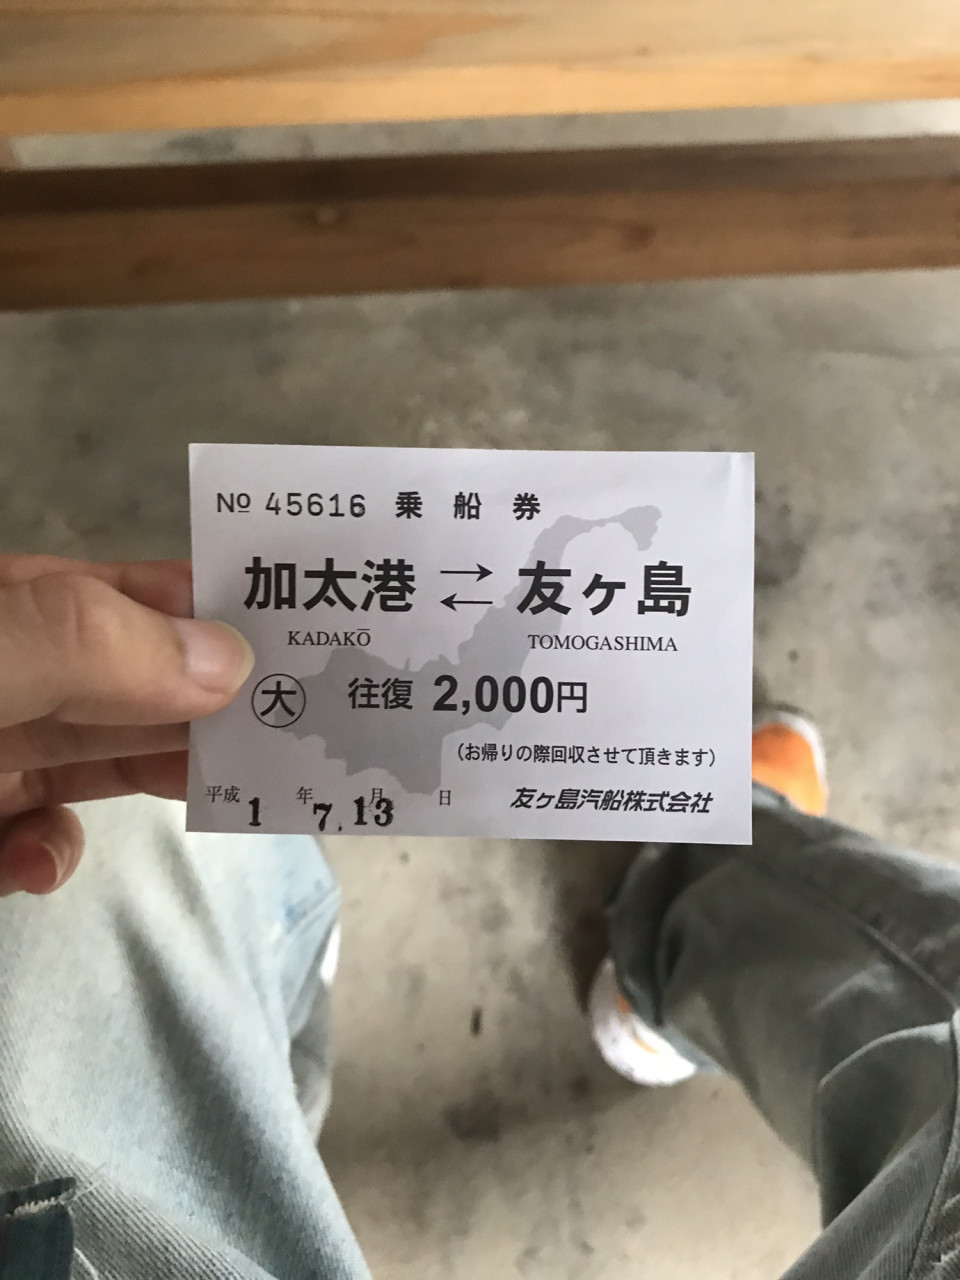 № 45616 乗船券
加太港 ⇄ 友ヶ島
KADAKŌ TOMOGASHIMA
大 往復 2,000円
(お帰りの際回収させて頂きます)
平成 1 年 7. 13 月 日 友ヶ島汽船株式会社